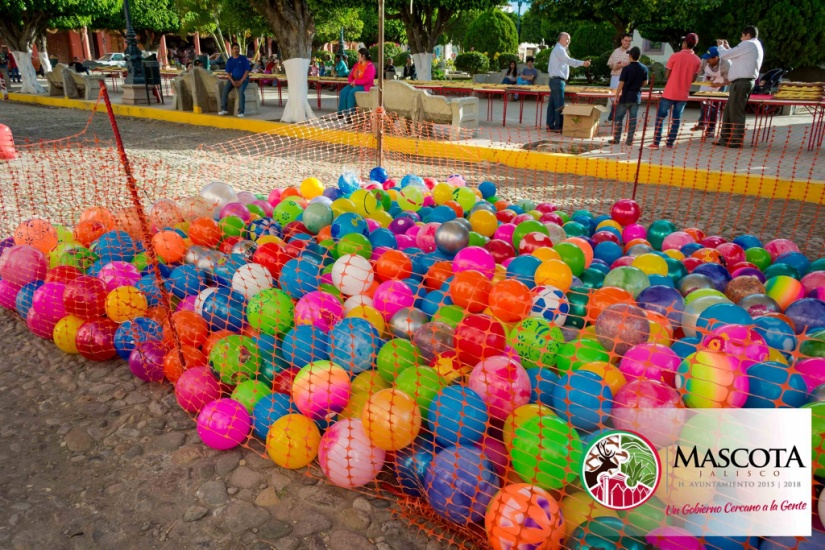 MASCOTA
JALISCO
H. AYUNTAMIENTO 2015 | 2018
Un Gobierno Cercano a la Gente